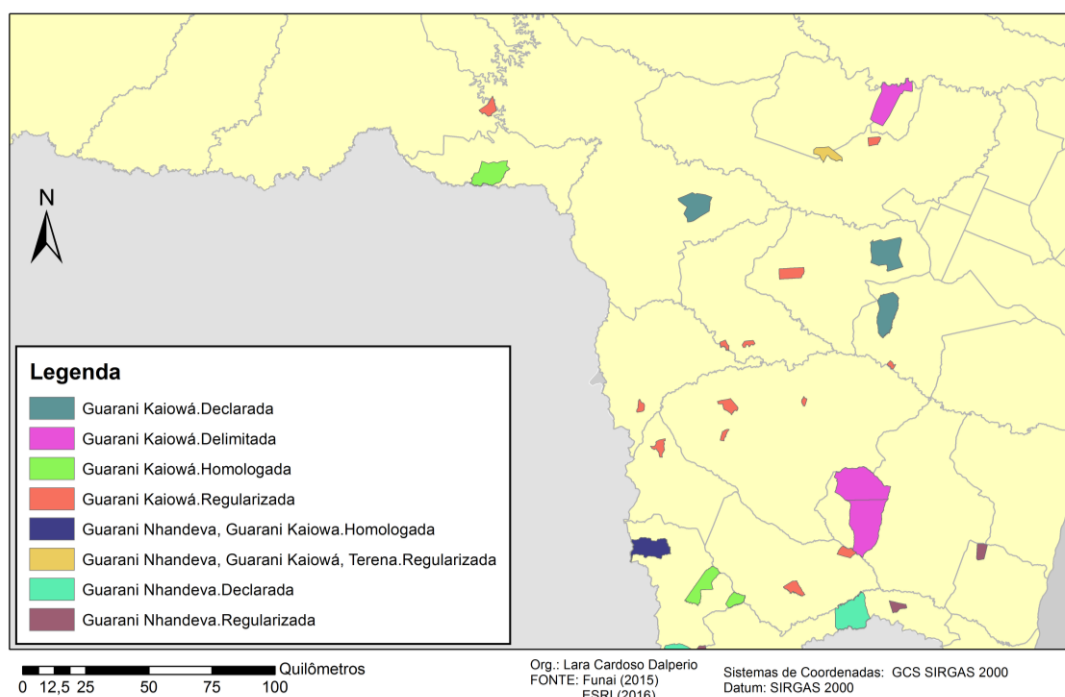 N
Legenda
Guarani Kaiowá.Declarada
Guarani Kaiowá.Delimitada
Guarani Kaiowá.Homologada
Guarani Kaiowá.Regularizada
Guarani Nhandeva, Guarani Kaiowa.Homologada
Guarani Nhandeva, Guarani Kaiowá, Terena.Regularizada
Guarani Nhandeva.Declarada
Guarani Nhandeva.Regularizada
Quilômetros
0 12,5 25 50 75 100
Org.: Lara Cardoso Dalperio
FONTE: Funai (2015)
ESRI (2016)
Sistemas de Coordenadas: GCS SIRGAS 2000
Datum: SIRGAS 2000